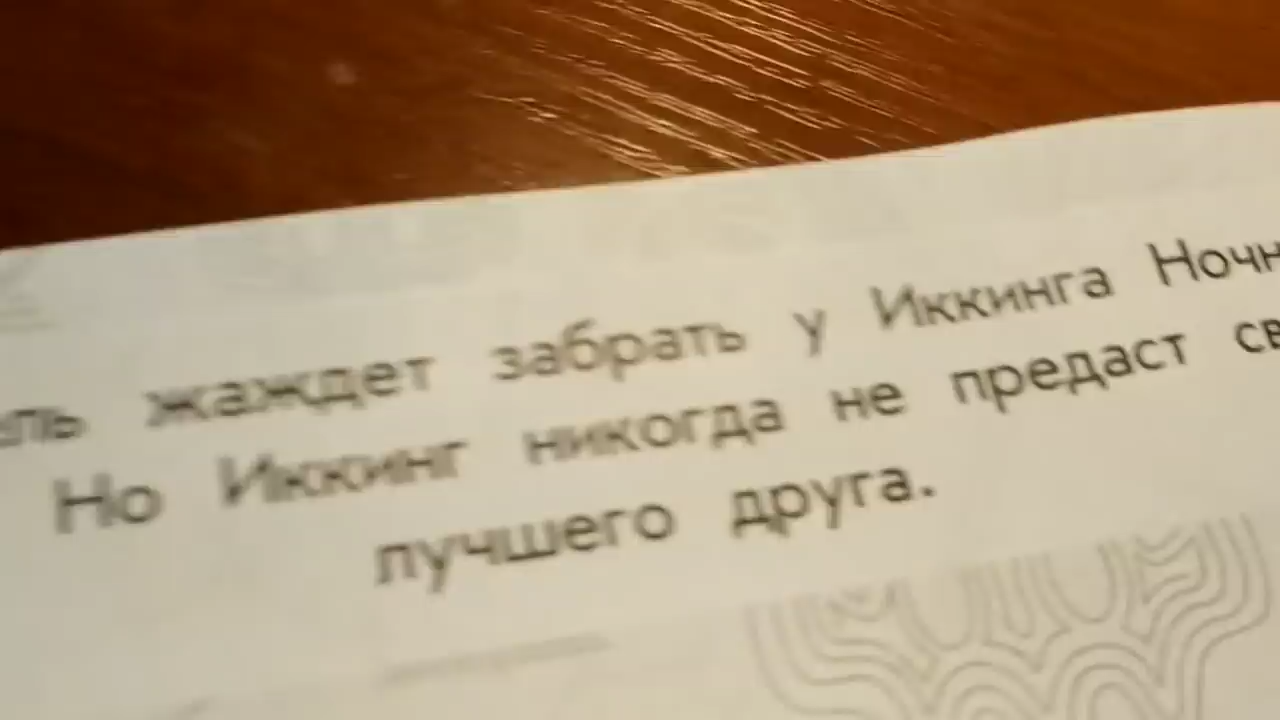 жаждет забрать у Иккинга
Но Иккинг никогда не предаст
лучшего друга.